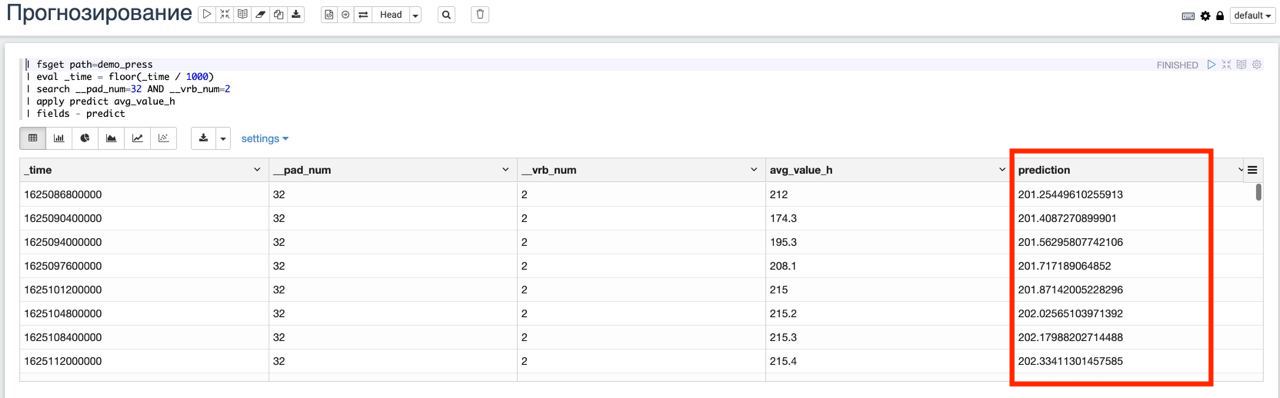 Прогнозирование Head default
| fsget path=demo_press FINISHED
| eval _time = floor(_time / 1000)
| search __pad_num=32 AND __vrb_num=2
| apply predict avg_value_h
| fields - predict
settings
_time __pad_num __vrb_num avg_value_h prediction
1625086800000 32 2 212 201.25449610255913
1625090400000 32 2 174.3 201.4087270899901
1625094000000 32 2 195.3 201.56295807742106
1625097600000 32 2 208.1 201.717189064852
1625101200000 32 2 215 201.87142005228296
1625104800000 32 2 215.2 202.02565103971392
1625108400000 32 2 215.3 202.17988202714488
1625112000000 32 2 215.4 202.33411301457585